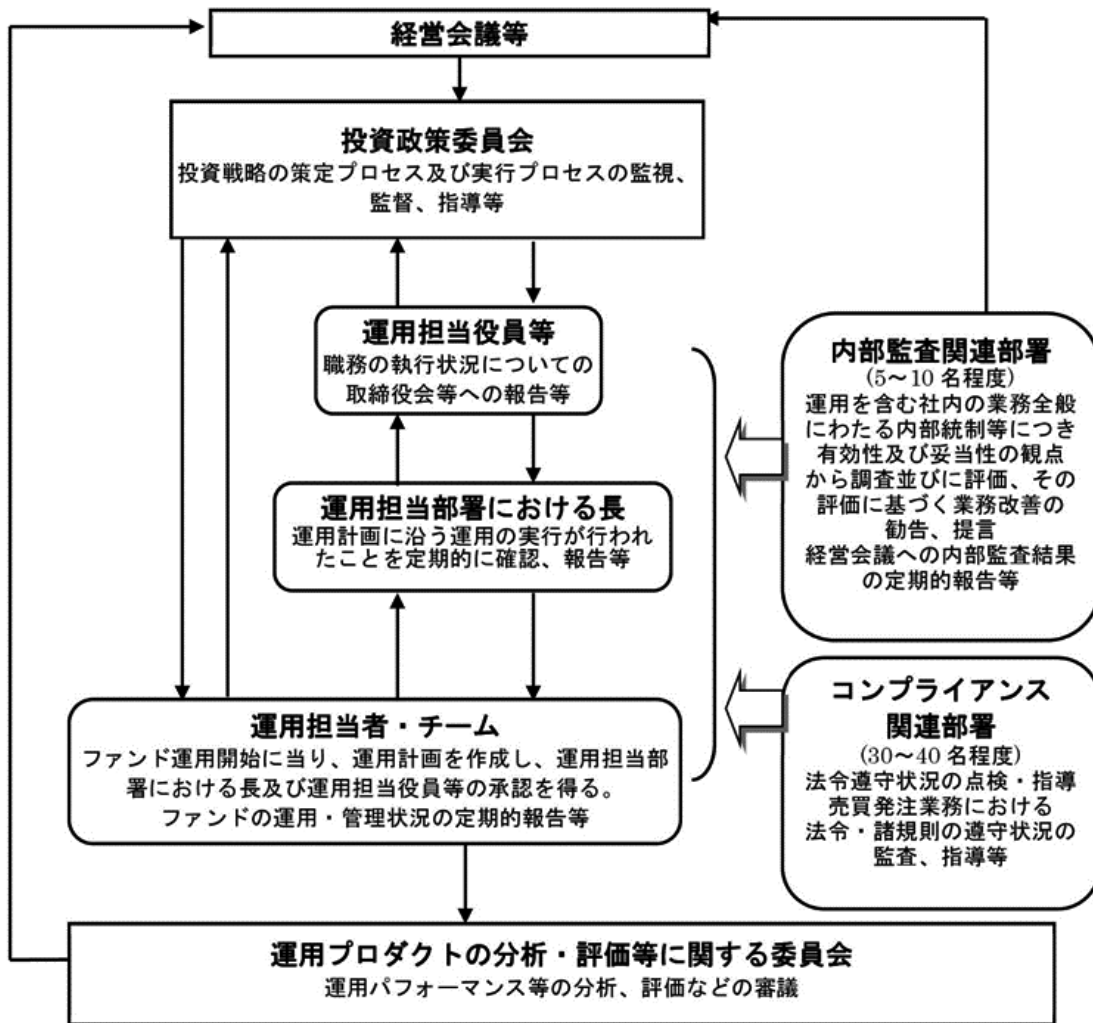 経営会議等
投資政策委員会
投資戦略の策定プロセス及び実行プロセスの監視、
監督、指導等
運用担当役員等
職務の執行状況についての
取締役会等への報告等
運用担当部署における長
運用計画に沿う運用の実行が行われ
たことを定期的に確認、報告等
運用担当者・チーム
ファンド運用開始に当り、運用計画を作成し、運用担当部
署における長及び運用担当役員等の承認を得る。
ファンドの運用・管理状況の定期的報告等
内部監査関連部署
(5～10 名程度)
運用を含む社内の業務全般
にわたる内部統制等につき
有効性及び妥当性の観点
から調査並びに評価、その
評価に基づく業務改善の
勧告、提言
経営会議への内部監査結果
の定期的報告等
コンプライアンス
関連部署
(30～40 名程度)
法令遵守状況の点検・指導
売買発注業務における
法令・諸規則の遵守状況の
監査、指導等
運用プロダクトの分析・評価等に関する委員会
運用パフォーマンス等の分析、評価などの審議